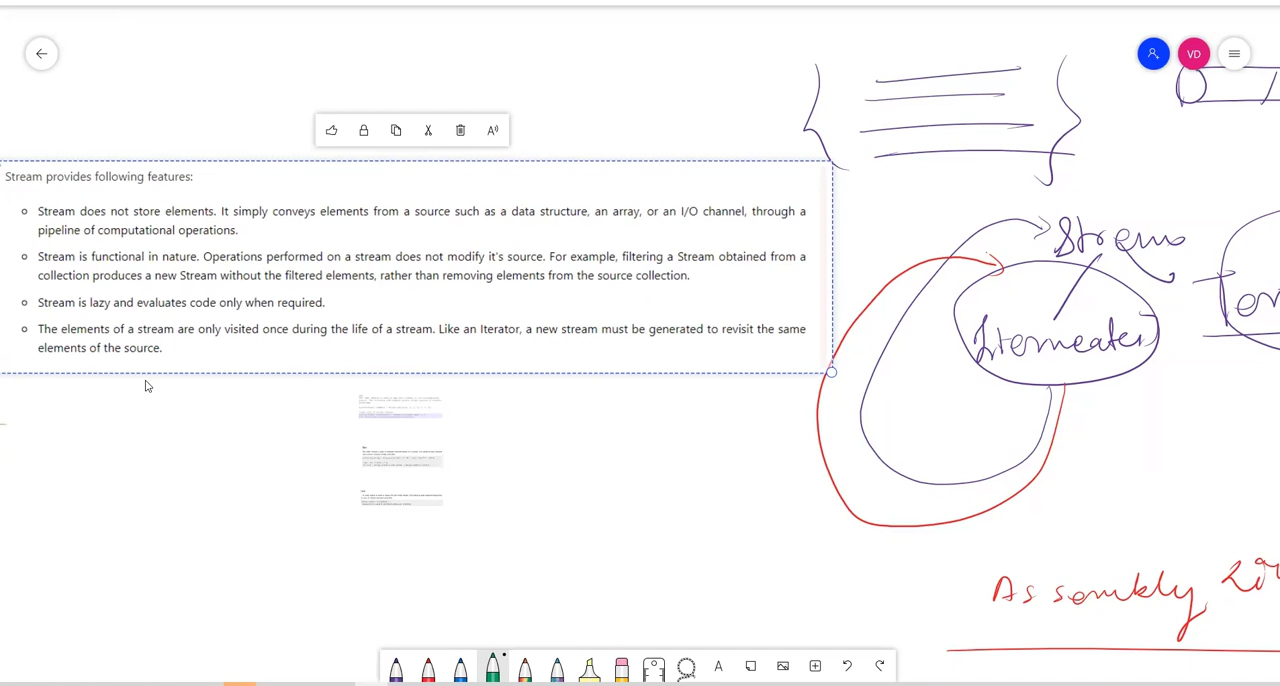 VD
Stream provides following features:
Stream does not store elements. It simply conveys elements from a source such as a data structure, an array, or an I/O channel, through a
pipeline of computational operations.
Stream is functional in nature. Operations performed on a stream does not modify it's source. For example, filtering a Stream obtained from a
collection produces a new Stream without the filtered elements, rather than removing elements from the source collection.
Stream is lazy and evaluates code only when required.
The elements of a stream are only visited once during the life of a stream. Like an Iterator, a new stream must be generated to revisit the same
elements of the source.
Strems
Assembly
A